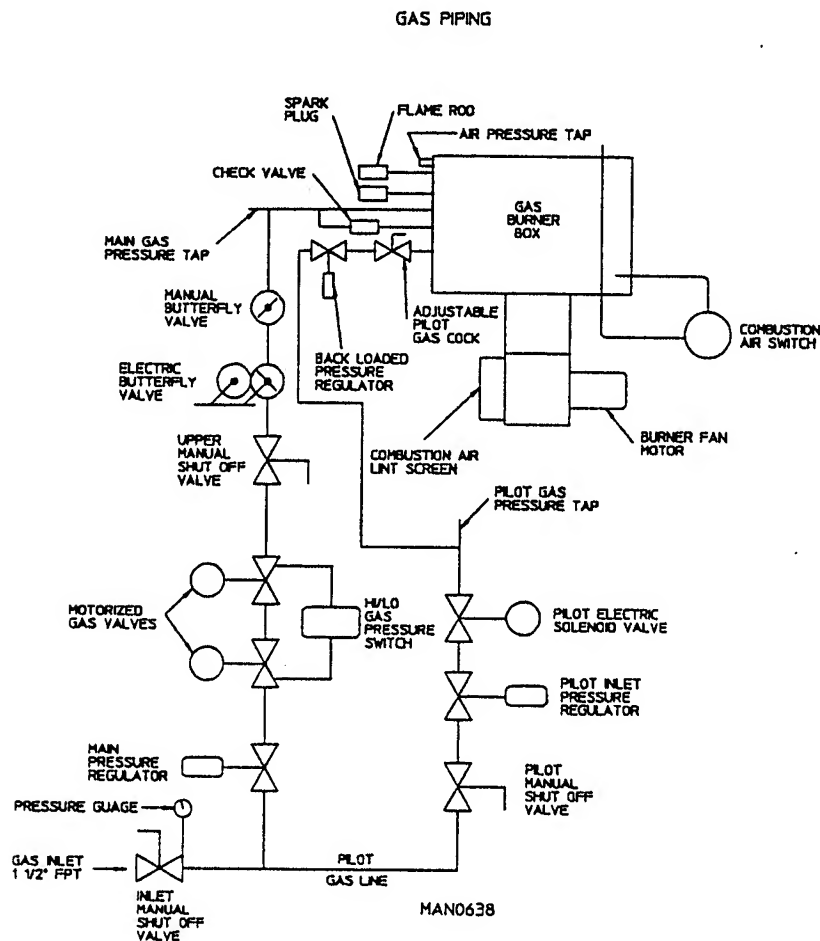 GAS PIPING
SPARK
PLUG
FLAME ROD
AIR PRESSURE TAP
CHECK VALVE
GAS
BURNER
BOX
MAIN GAS
PRESSURE TAP
MANUAL
BUTTERFLY
VALVE
ADJUSTABLE
PILOT
GAS COCK
COMBUSTION
AIR SWITCH
BACK LOADED
PRESSURE
REGULATOR
ELECTRIC
BUTTERFLY
VALVE
BURNER FAN
MOTOR
COMBUSTION AIR
LINT SCREEN
UPPER
MANUAL
SHUT OFF
VALVE
PILOT GAS
PRESSURE TAP
MOTORIZED
GAS VALVES
HI/LO
GAS
PRESSURE
SWITCH
PILOT ELECTRIC
SOLENOID VALVE
PILOT INLET
PRESSURE
REGULATOR
MAIN
PRESSURE
REGULATOR
PILOT
MANUAL
SHUT OFF
VALVE
PRESSURE GUAGE
GAS INLET
1 1/2" FPT
PILOT
GAS LINE
INLET
MANUAL
SHUT OFF
VALVE
MAN0638